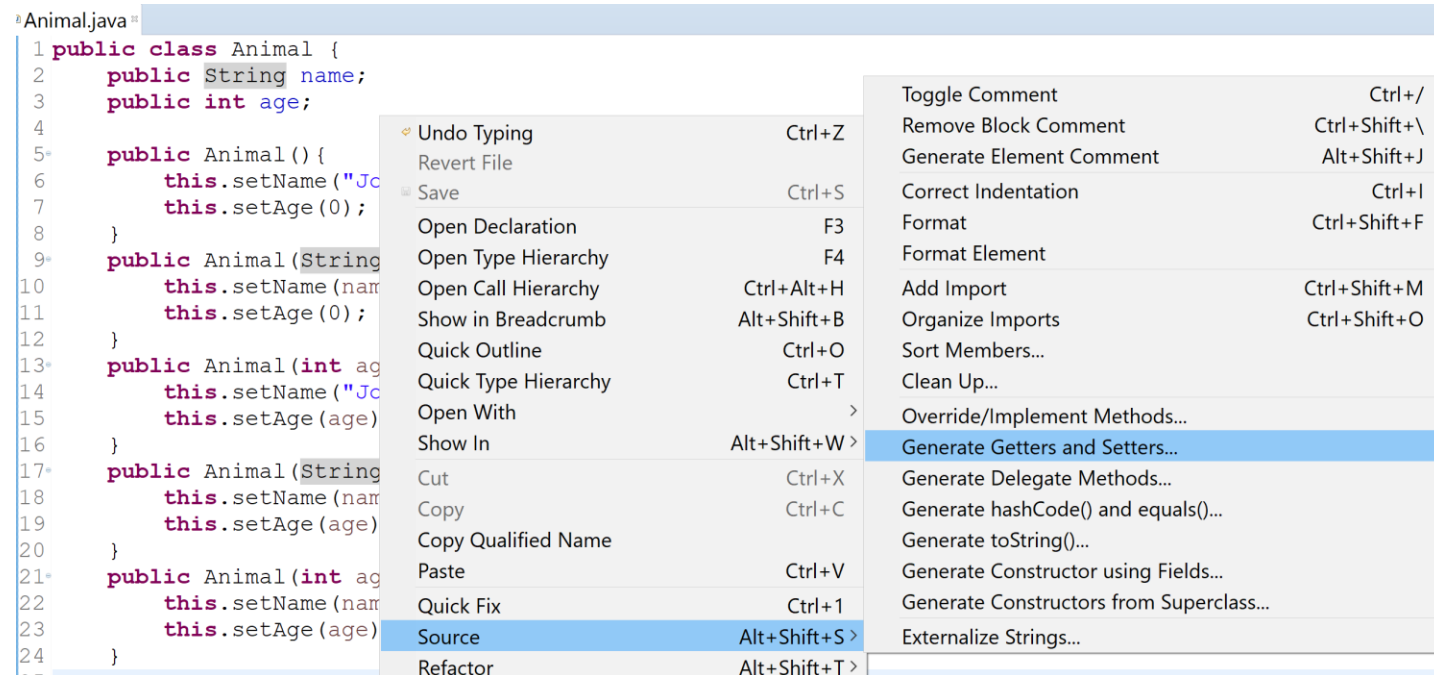 Animal.java
1 public class Animal {
2 public String name;
3 public int age;
4
5 public Animal(){
6 this.setName("Jo
7 this.setAge(0);
8 }
9 public Animal(String
10 this.setName(nam
11 this.setAge(0);
12 }
13 public Animal(int ag
14 this.setName("Jo
15 this.setAge(age)
16 }
17 public Animal(String
18 this.setName(nam
19 this.setAge(age)
20 }
21 public Animal(int ag
22 this.setName(nam
23 this.setAge(age)
24 }
Undo Typing Ctrl+Z
Revert File
Save Ctrl+S
Open Declaration F3
Open Type Hierarchy F4
Open Call Hierarchy Ctrl+Alt+H
Show in Breadcrumb Alt+Shift+B
Quick Outline Ctrl+O
Quick Type Hierarchy Ctrl+T
Open With >
Show In Alt+Shift+W >
Cut Ctrl+X
Copy Ctrl+C
Copy Qualified Name
Paste Ctrl+V
Quick Fix Ctrl+1
Source Alt+Shift+S >
Refactor Alt+Shift+T >
Toggle Comment Ctrl+/
Remove Block Comment Ctrl+Shift+\
Generate Element Comment Alt+Shift+J
Correct Indentation Ctrl+I
Format Ctrl+Shift+F
Format Element
Add Import Ctrl+Shift+M
Organize Imports Ctrl+Shift+O
Sort Members...
Clean Up...
Override/Implement Methods...
Generate Getters and Setters...
Generate Delegate Methods...
Generate hashCode() and equals()...
Generate toString()...
Generate Constructor using Fields...
Generate Constructors from Superclass...
Externalize Strings...